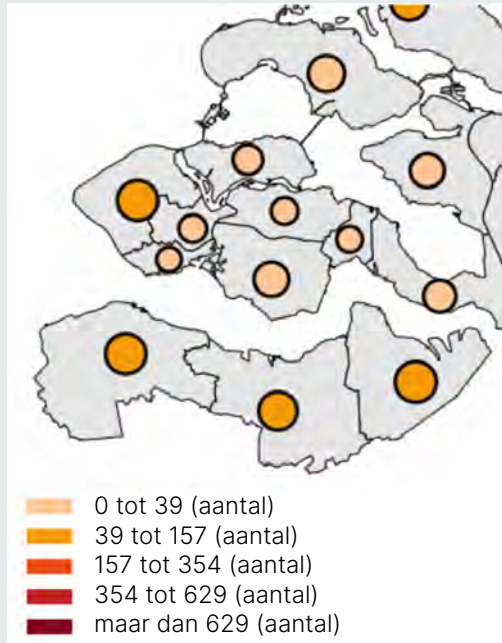 0 tot 39 (aantal)
39 tot 157 (aantal)
157 tot 354 (aantal)
354 tot 629 (aantal)
maar dan 629 (aantal)